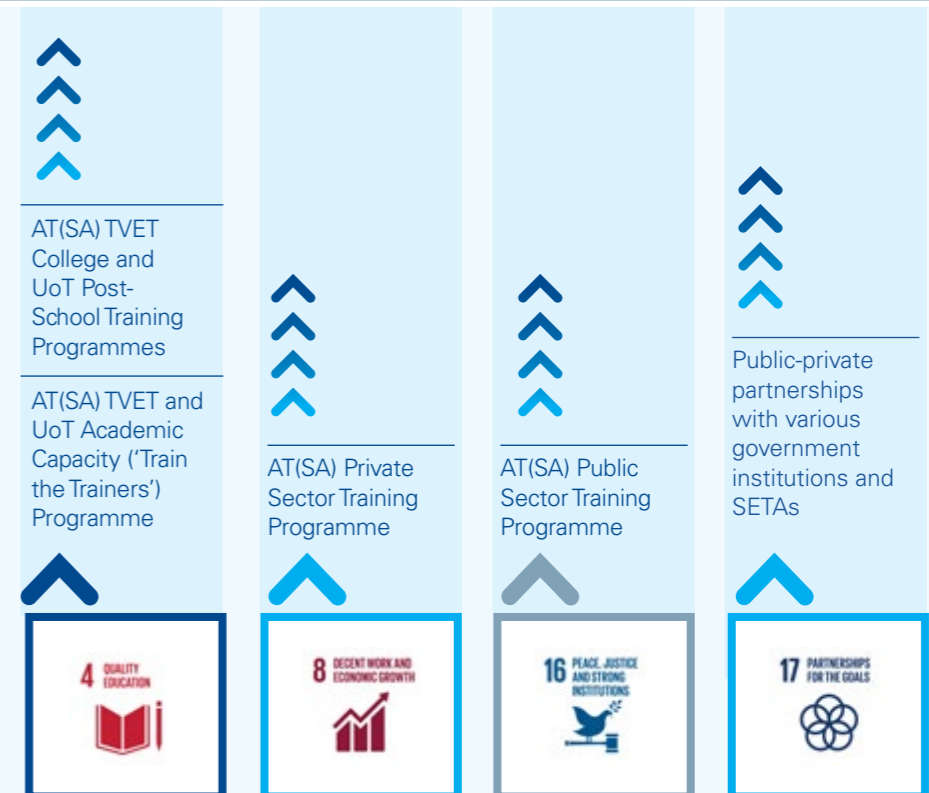 AT(SA) TVET
College and
UoT Post-
School Training
Programmes
AT(SA) TVET and
UoT Academic
Capacity (‘Train
the Trainers’)
Programme
4 QUALITY
EDUCATION
AT(SA) Private
Sector Training
Programme
8 DECENT WORK AND
ECONOMIC GROWTH
AT(SA) Public
Sector Training
Programme
16 PEACE, JUSTICE
AND STRONG
INSTITUTIONS
Public-private
partnerships
with various
government
institutions and
SETAs
17 PARTNERSHIPS
FOR THE GOALS